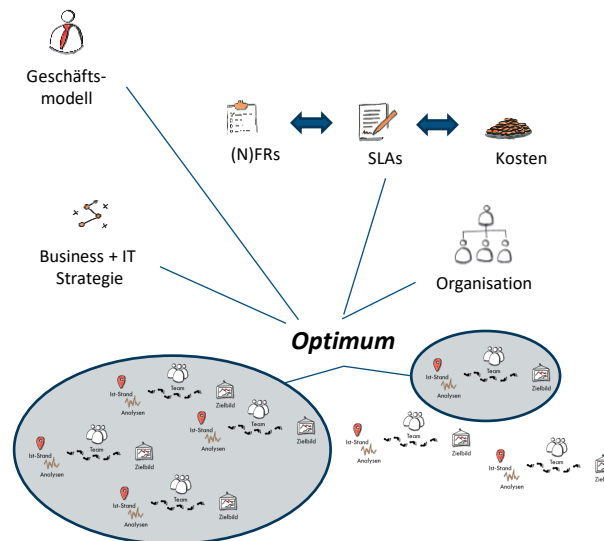 Geschäfts-
modell
(N)FRs
SLAs
Kosten
Business + IT
Strategie
Organisation
Optimum
Team
Ist-Stand
Analysen
Zielbild
Team
Ist-Stand
Analysen
Zielbild
Team
Ist-Stand
Analysen
Zielbild
Team
Ist-Stand
Analysen
Zielbild
Team
Ist-Stand
Analysen
Zielbild
Team
Ist-Stand
Analysen
Zielbild
Team
Ist-Stand
Analysen
Zielbild